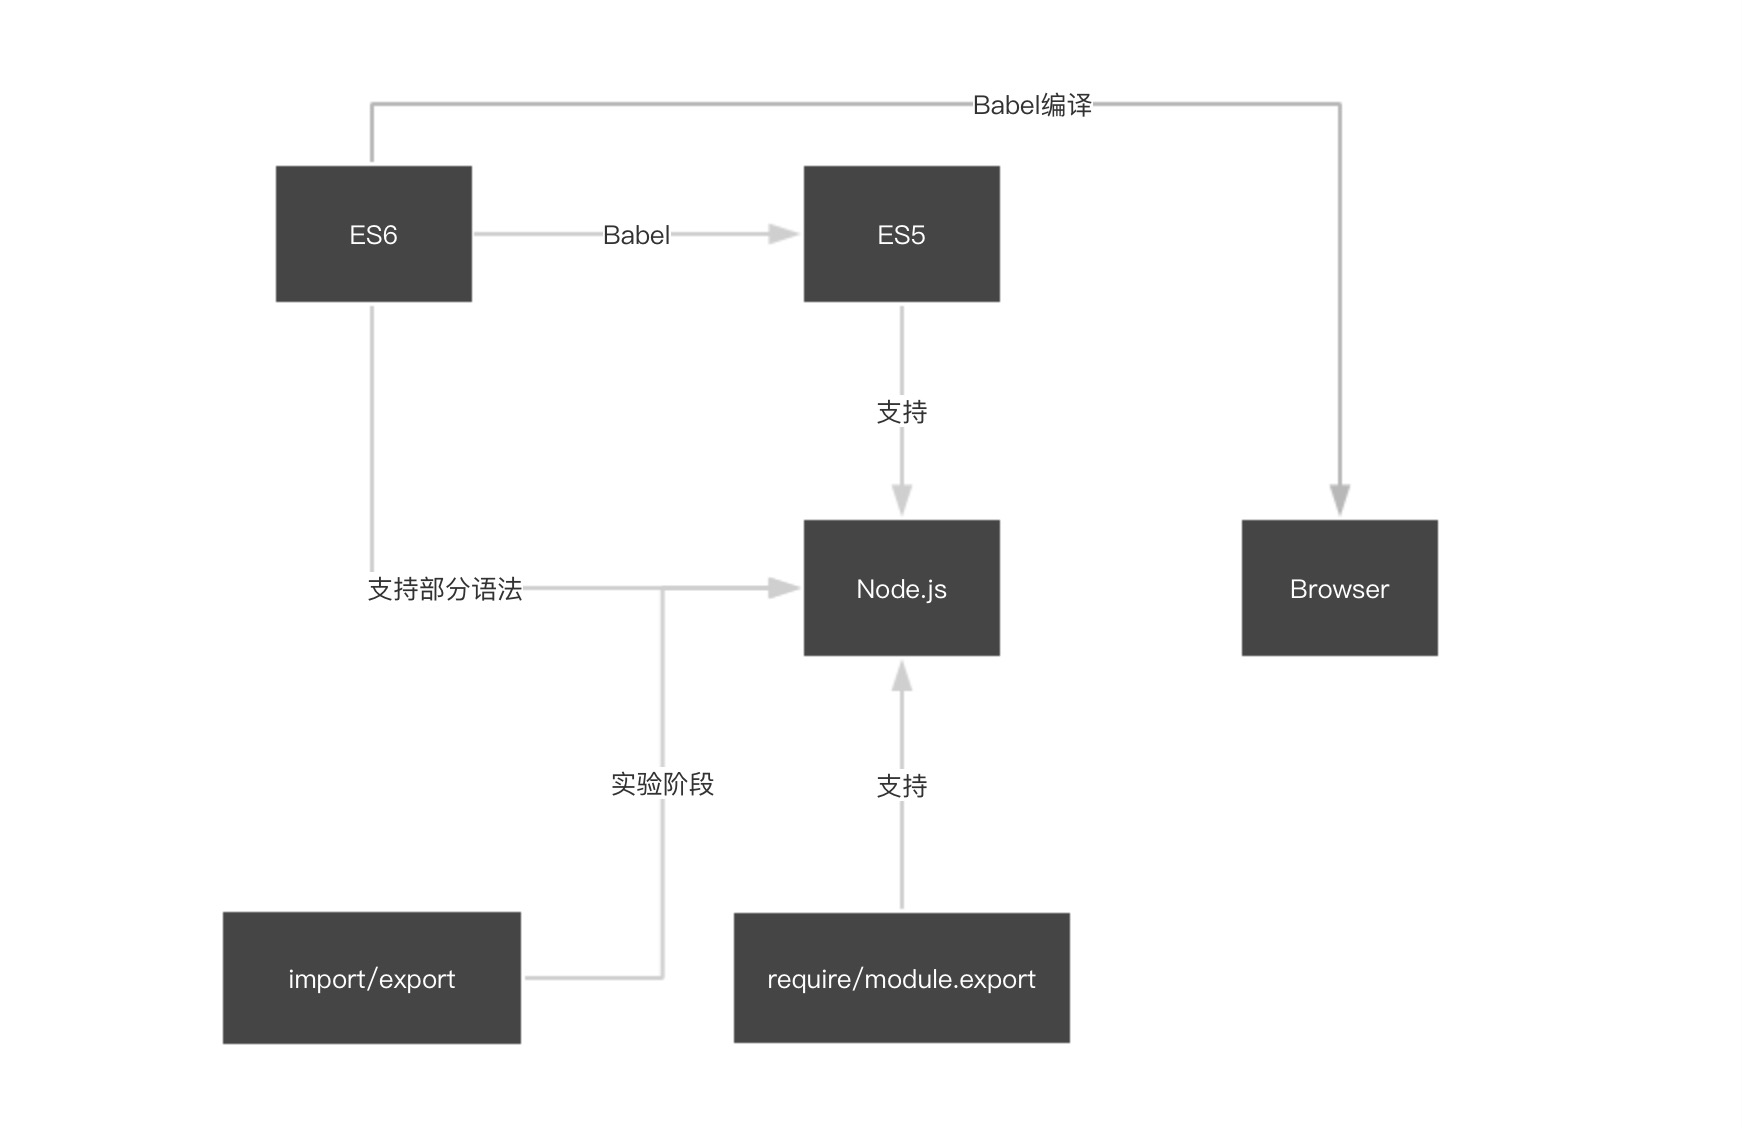 Babel编译
ES6
Babel
ES5
支持
支持部分语法
Node.js
Browser
实验阶段
支持
import/export
require/module.export